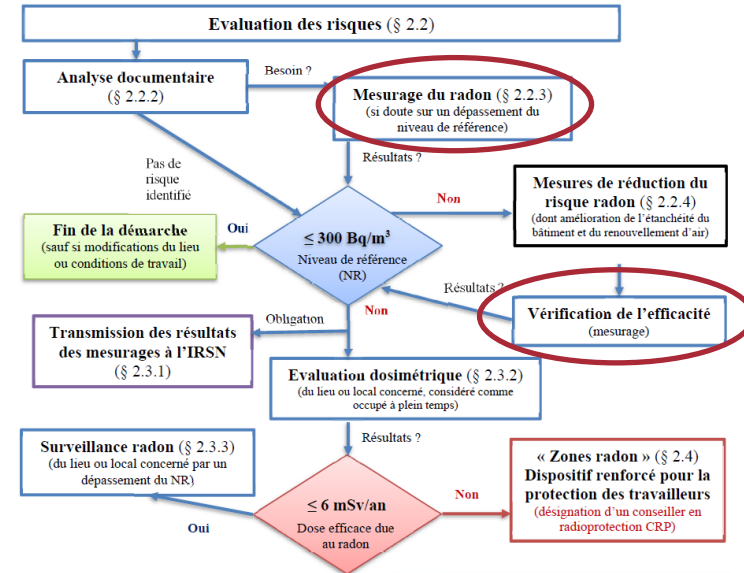 Evaluation des risques (§ 2.2)
Analyse documentaire
(§ 2.2.2)
Besoin ?
Mesurage du radon (§ 2.2.3)
(si doute sur un dépassement du
niveau de référence)
Pas de
risque
identifié
Résultats ?
Non
Mesures de réduction du
risque radon (§ 2.2.4)
(dont amélioration de l'étanchéité du
bâtiment et du renouvellement d'air)
Fin de la démarche
(sauf si modifications du lieu
ou conditions de travail)
Oui
≤ 300 Bq/m³
Niveau de référence
(NR)
Résultats ?
Vérification de l'efficacité
(mesurage)
Non
Obligation
Transmission des résultats
des mesurages à l'IRSN
(§ 2.3.1)
Evaluation dosimétrique (§ 2.3.2)
(du lieu ou local concerné, considéré comme
occupé à plein temps)
Résultats ?
Surveillance radon (§ 2.3.3)
(du lieu ou local concerné par un
dépassement du NR)
Oui
≤ 6 mSv/an
Dose efficace due
au radon
Non
« Zones radon » (§ 2.4)
Dispositif renforcé pour la
protection des travailleurs
(désignation d'un conseiller en
radioprotection CRP)